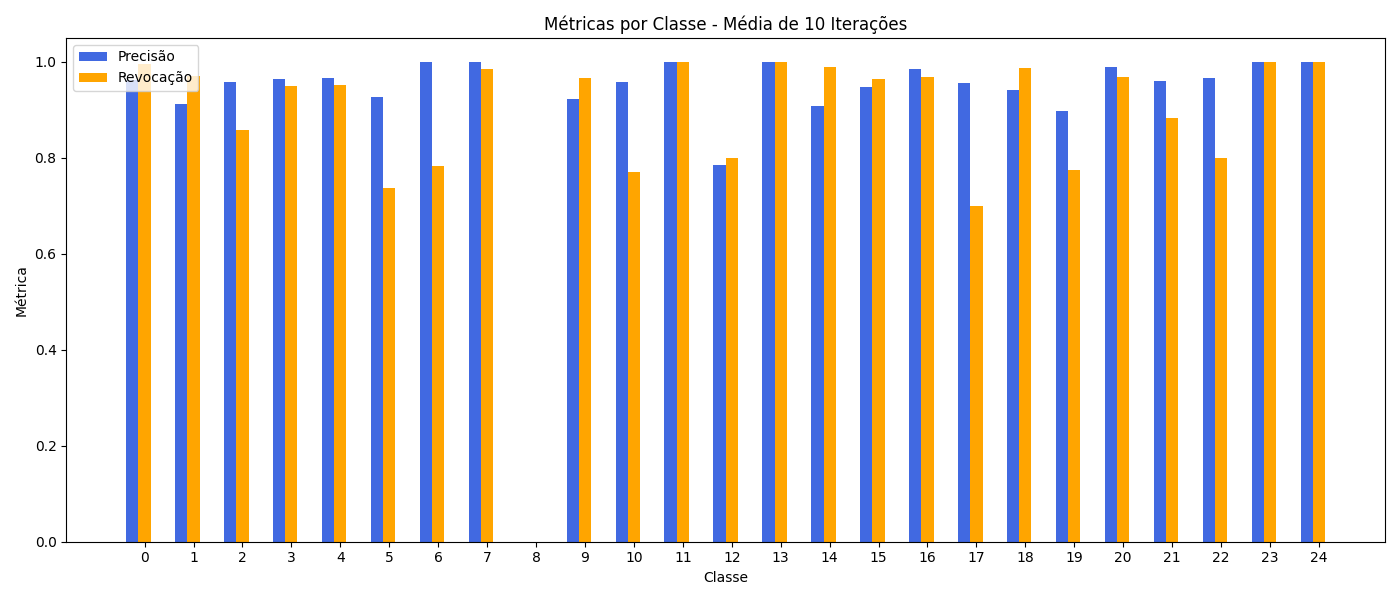 Métricas por Classe - Média de 10 Iterações
Precisão
Revocação
1.0
0.8
0.6
0.4
0.2
0.0
Métrica
0 1 2 3 4 5 6 7 8 9 10 11 12 13 14 15 16 17 18 19 20 21 22 23 24
Classe